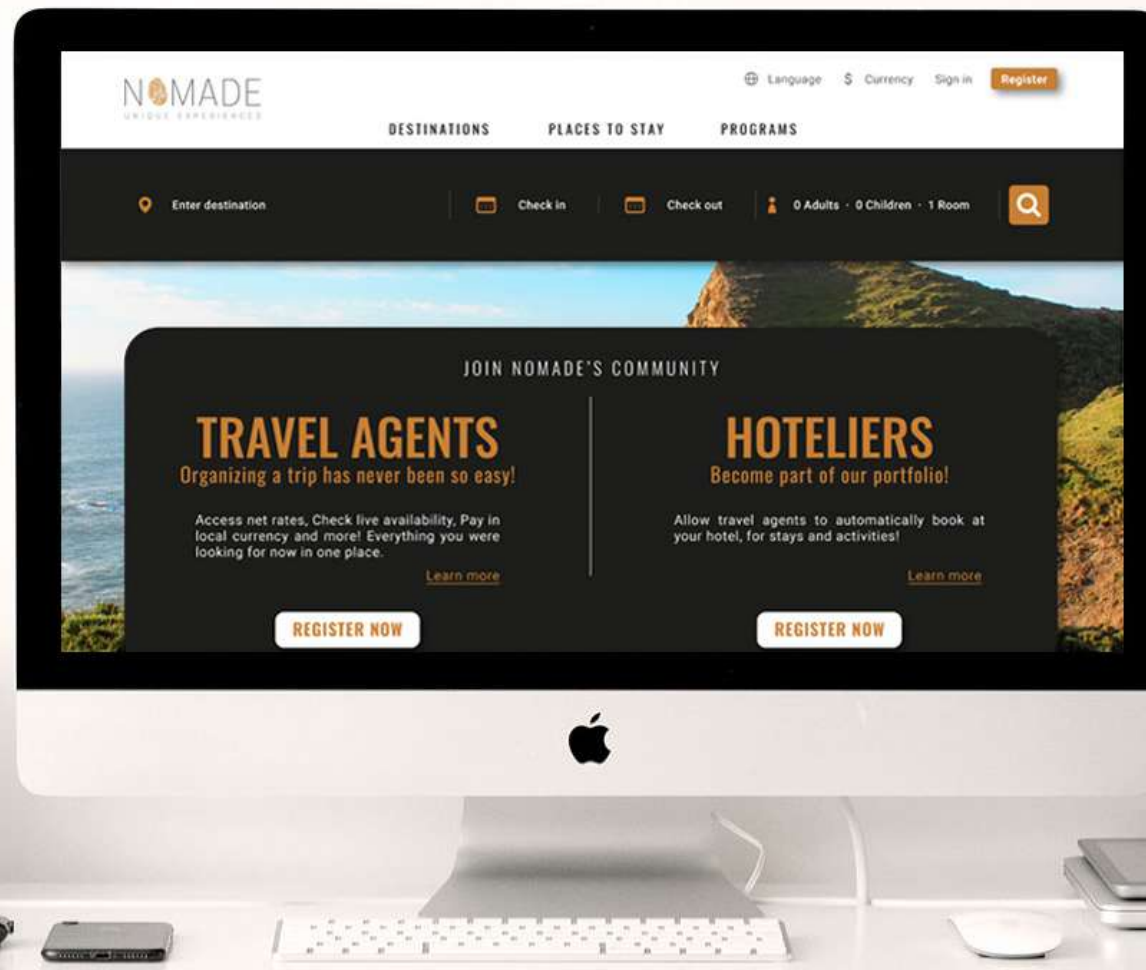 NOMADE
UNIQUE EXPERIENCES
Language $ Currency Sign in Register
DESTINATIONS PLACES TO STAY PROGRAMS
Enter destination Check in Check out 0 Adults · 0 Children · 1 Room
JOIN NOMADE'S COMMUNITY
TRAVEL AGENTS
Organizing a trip has never been so easy!
Access net rates, Check live availability, Pay in
local currency and more! Everything you were
looking for now in one place.
Learn more
REGISTER NOW
HOTELIERS
Become part of our portfolio!
Allow travel agents to automatically book at
your hotel, for stays and activities!
Learn more
REGISTER NOW